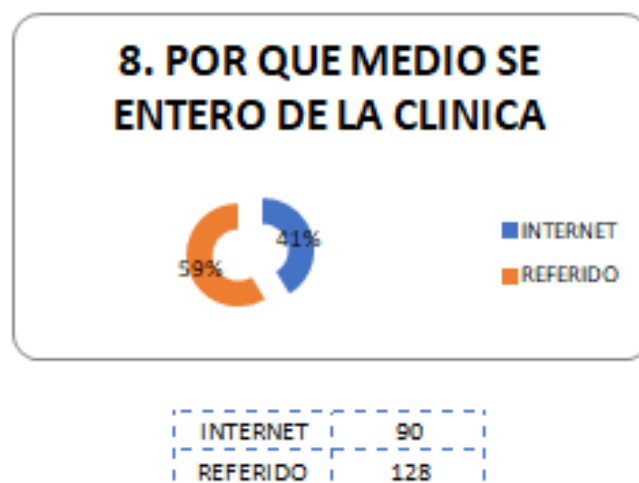 8. POR QUE MEDIO SE
ENTERO DE LA CLINICA
41%
INTERNET
59%
REFERIDO
INTERNET 90
REFERIDO 128